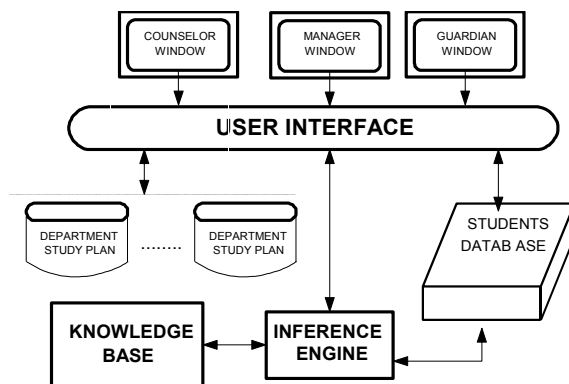 COUNSELOR
WINDOW
MANAGER
WINDOW
GUARDIAN
WINDOW
USER INTERFACE
DEPARTMENT
STUDY PLAN
........
DEPARTMENT
STUDY PLAN
STUDENTS
DATAB ASE
KNOWLEDGE
BASE
INFERENCE
ENGINE